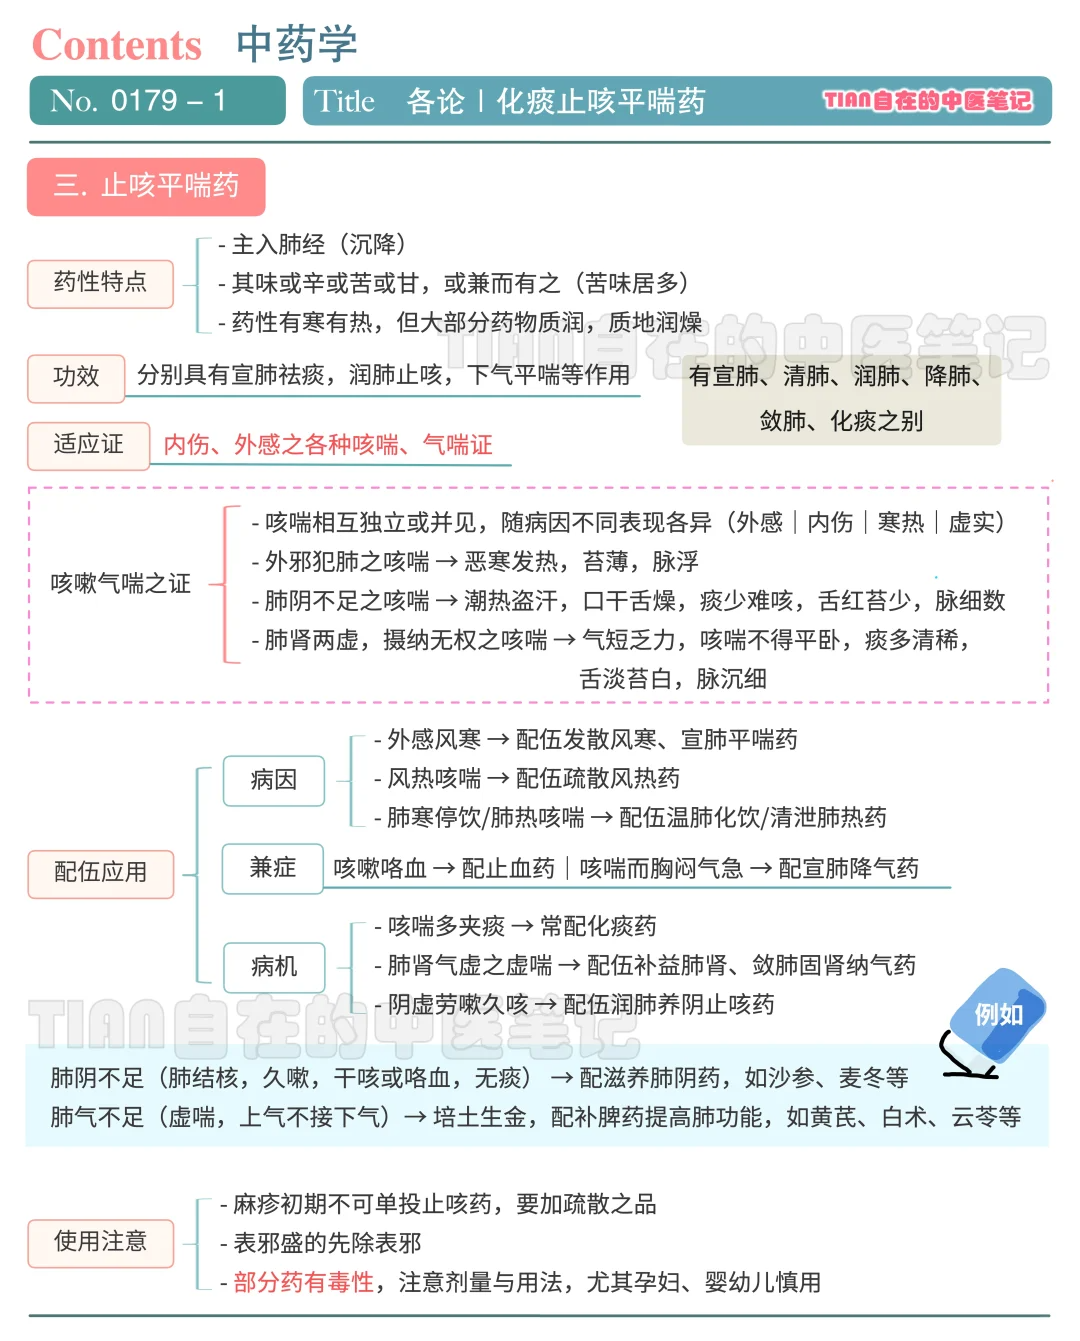 Contents 中药学
No. 0179 – 1
Title 各论 | 化痰止咳平喘药
TIAN自在的中医笔记
三. 止咳平喘药
药性特点
- 主入肺经（沉降）
- 其味或辛或苦或甘，或兼而有之（苦味居多）
- 药性有寒有热，但大部分药物质润，质地润燥
TIAN自在的中医笔记
功效
分别具有宣肺祛痰，润肺止咳，下气平喘等作用
有宣肺、清肺、润肺、降肺、
敛肺、化痰之别
适应证
内伤、外感之各种咳喘、气喘证
咳嗽气喘之证
- 咳喘相互独立或并见，随病因不同表现各异（外感｜内伤｜寒热｜虚实）
- 外邪犯肺之咳喘 → 恶寒发热，苔薄，脉浮
- 肺阴不足之咳喘 → 潮热盗汗，口干舌燥，痰少难咳，舌红苔少，脉细数
- 肺肾两虚，摄纳无权之咳喘 → 气短乏力，咳喘不得平卧，痰多清稀，
舌淡苔白，脉沉细
配伍应用
病因
- 外感风寒 → 配伍发散风寒、宣肺平喘药
- 风热咳喘 → 配伍疏散风热药
- 肺寒停饮/肺热咳喘 → 配伍温肺化饮/清泄肺热药
兼症
咳嗽咯血 → 配止血药｜咳喘而胸闷气急 → 配宣肺降气药
病机
- 咳喘多夹痰 → 常配化痰药
- 肺肾气虚之虚喘 → 配伍补益肺肾、敛肺固肾纳气药
- 阴虚劳嗽久咳 → 配伍润肺养阴止咳药
TIAN自在的中医笔记
例如
肺阴不足（肺结核，久嗽，干咳或咯血，无痰） → 配滋养肺阴药，如沙参、麦冬等
肺气不足（虚喘，上气不接下气）→ 培土生金，配补脾药提高肺功能，如黄芪、白术、云苓等
使用注意
- 麻疹初期不可单投止咳药，要加疏散之品
- 表邪盛的先除表邪
- 部分药有毒性，注意剂量与用法，尤其孕妇、婴幼儿慎用